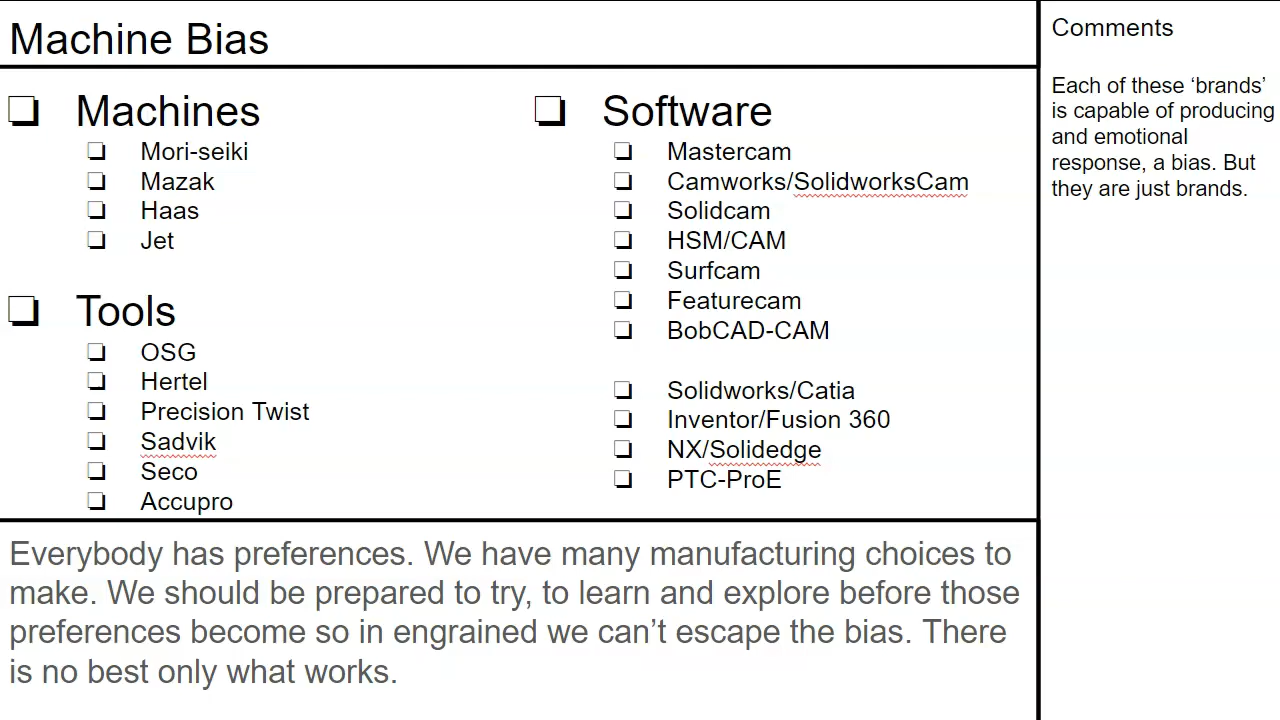 Machine Bias
Machines
Mori-seiki
Mazak
Haas
Jet
Tools
OSG
Hertel
Precision Twist
Sadvik
Seco
Accupro
Software
Mastercam
Camworks/SolidworksCam
Solidcam
HSM/CAM
Surfcam
Featurecam
BobCAD-CAM
Solidworks/Catia
Inventor/Fusion 360
NX/Solidedge
PTC-ProE
Everybody has preferences. We have many manufacturing choices to
make. We should be prepared to try, to learn and explore before those
preferences become so in engrained we can’t escape the bias. There
is no best only what works.
Comments
Each of these ‘brands’
is capable of producing
and emotional
response, a bias. But
they are just brands.